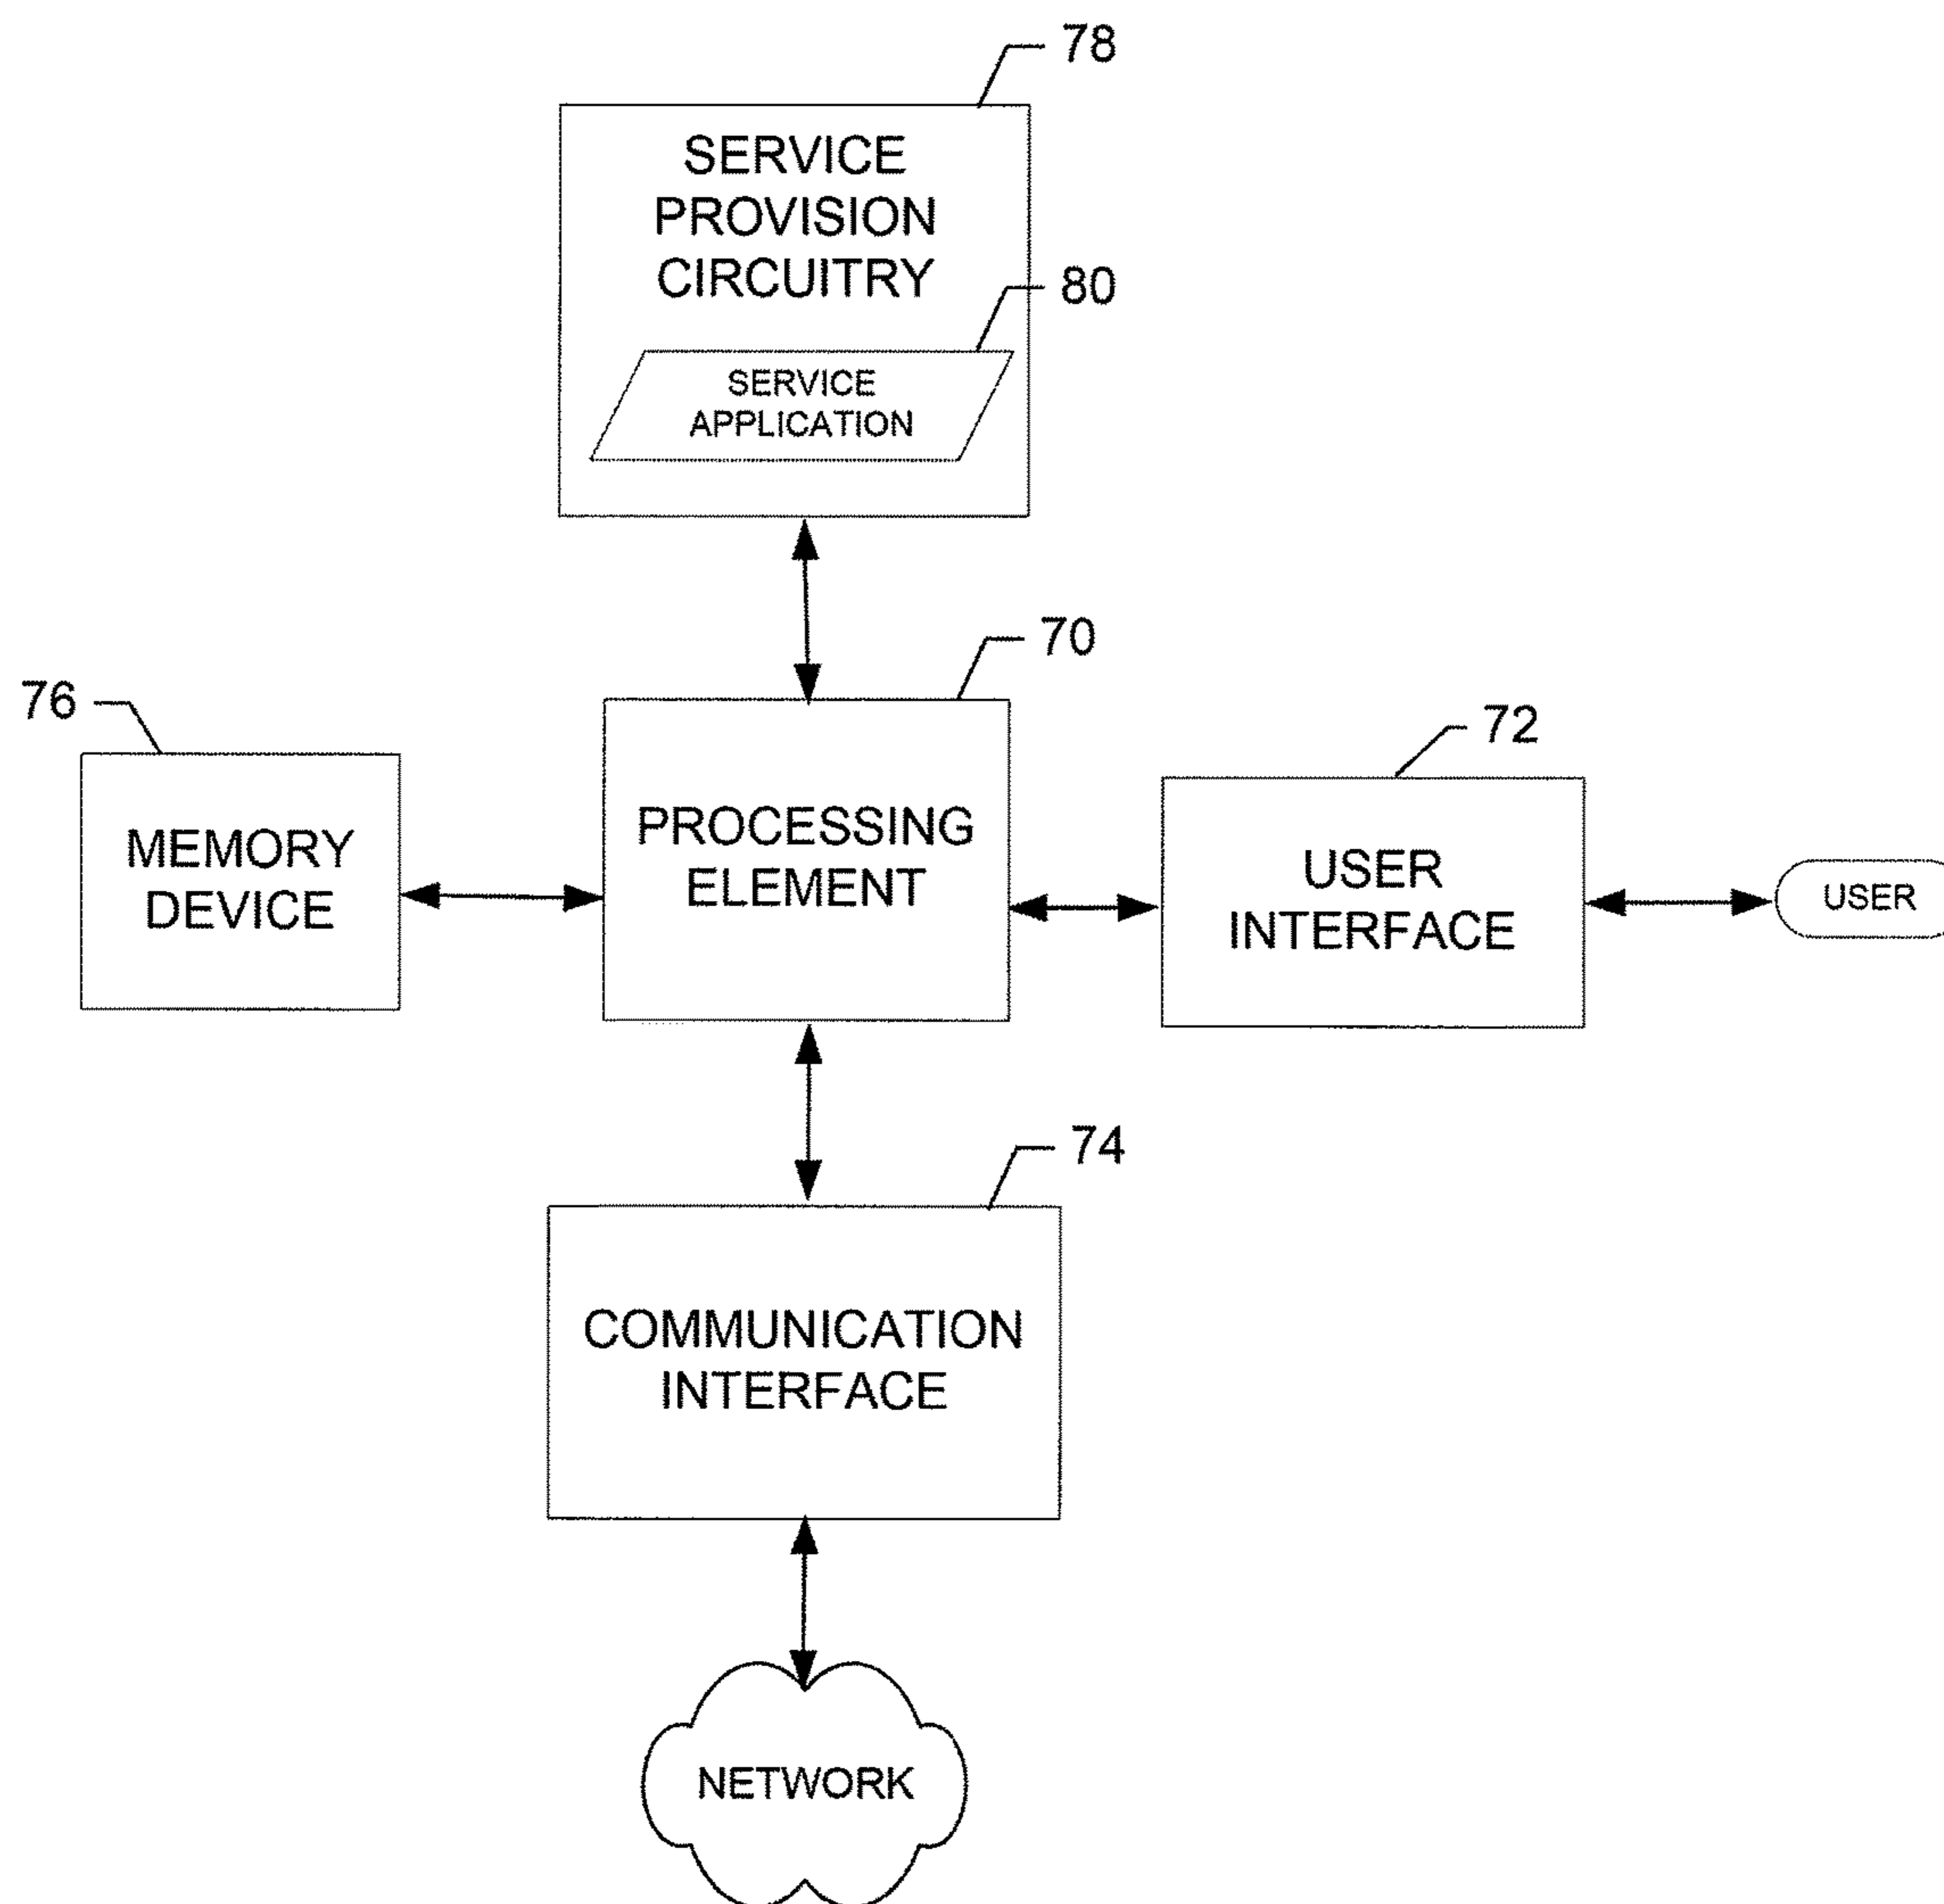 78
SERVICE
PROVISION
CIRCUITRY
80
SERVICE
APPLICATION
70
76
72
PROCESSING
ELEMENT
MEMORY
DEVICE
USER
INTERFACE
USER
74
COMMUNICATION
INTERFACE
NETWORK